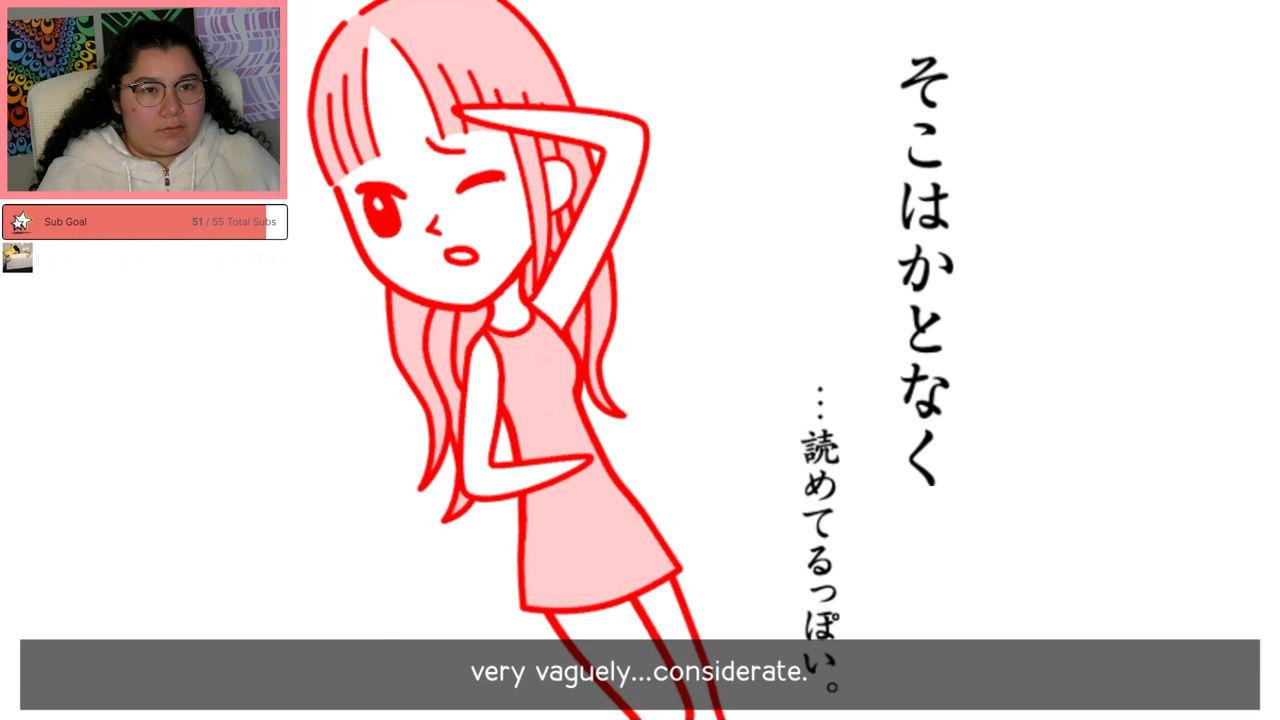 Sub Goal
51 / 55 Total Subs
そこはかとなく
…読めてるっぽい。
very vaguely...considerate.